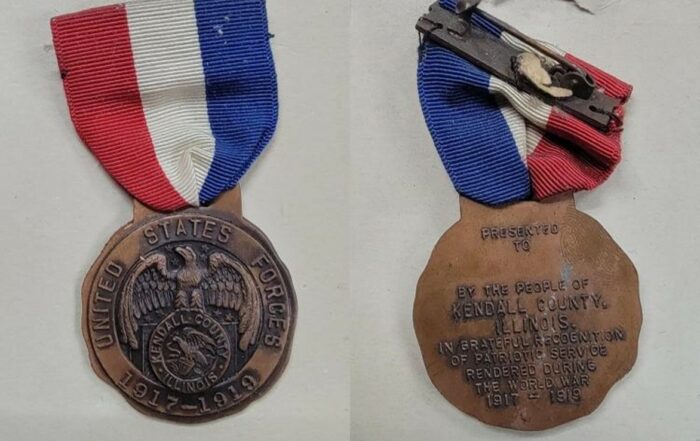 UNITED STATES FORCES
KENDALL COUNTY
ILLINOIS
1917-1919
PRESENTED
TO
BY THE PEOPLE OF
KENDALL COUNTY,
ILLINOIS.
IN GRATEFUL RECOGNITION
OF PATRIOTIC SERVICE
RENDERED DURING
THE WORLD WAR
1917 - 1919